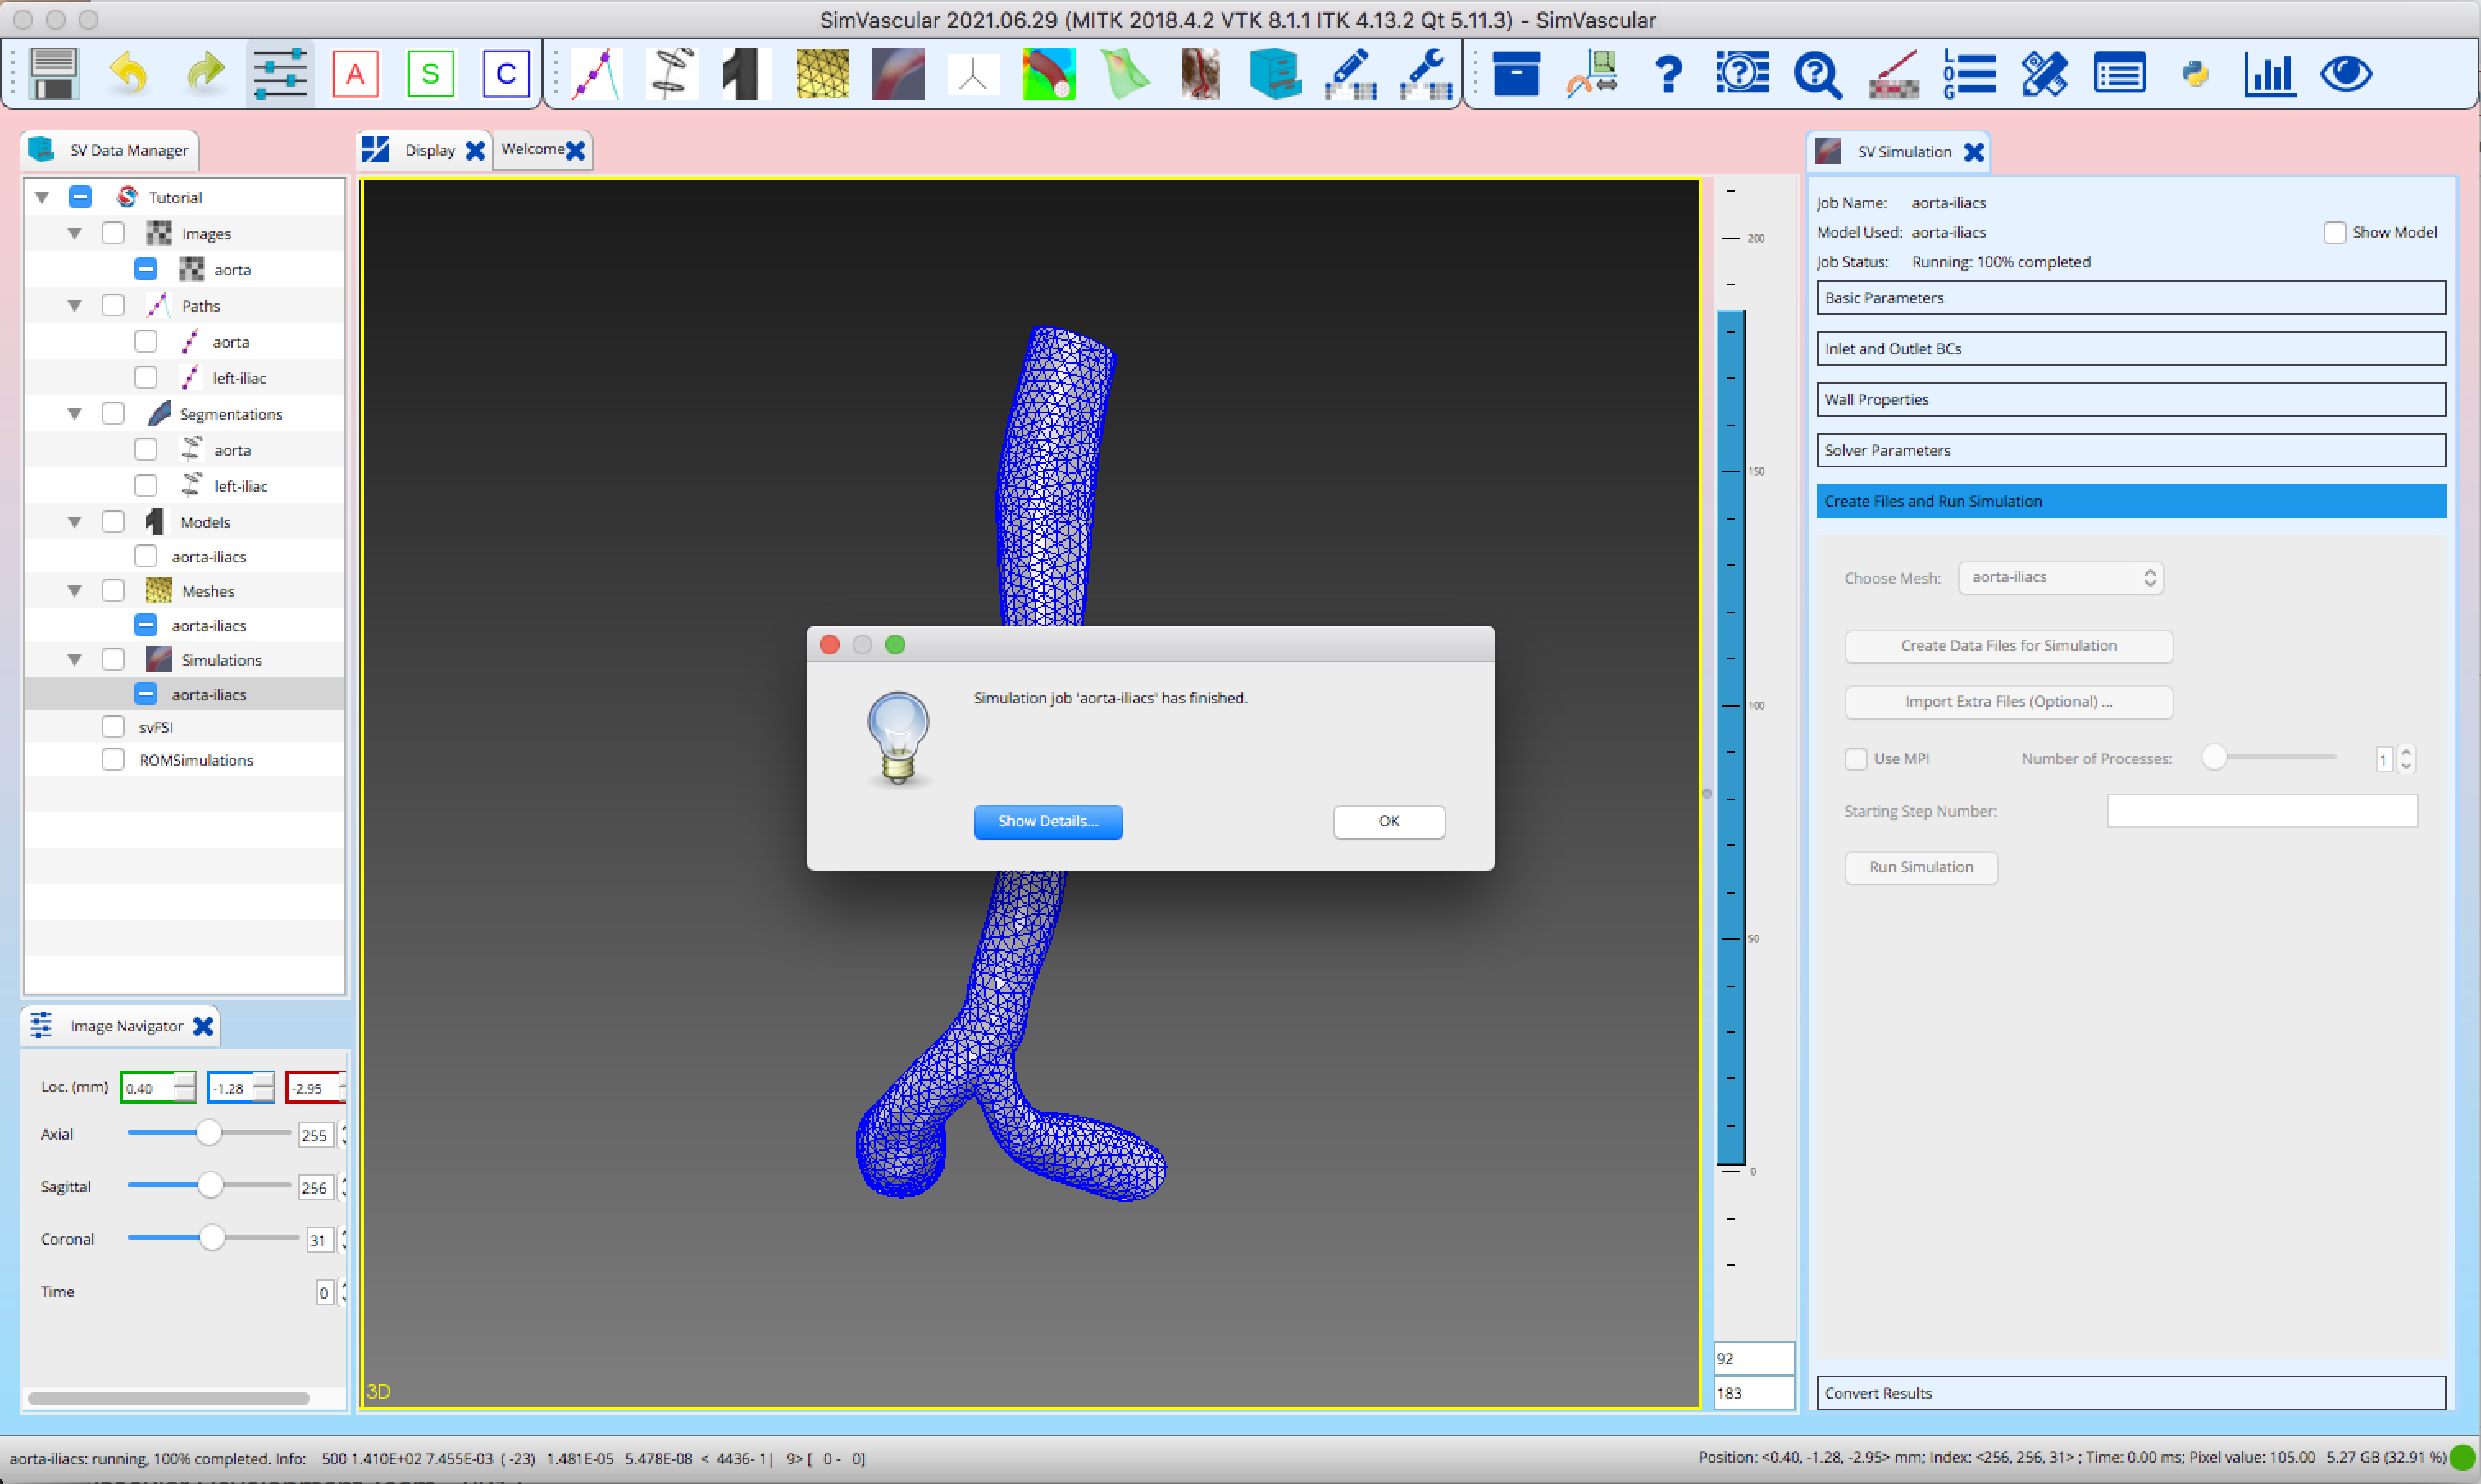 SimVascular 2021.06.29 (MITK 2018.4.2 VTK 8.1.1 ITK 4.13.2 Qt 5.11.3) - SimVascular
A S C
LOG
SV Data Manager
Display
Welcome
SV Simulation
Tutorial
Images
aorta
Paths
aorta
left-iliac
Segmentations
aorta
left-iliac
Models
aorta-iliacs
Meshes
aorta-iliacs
Simulations
aorta-iliacs
svFSI
ROMSimulations
Image Navigator
Loc. (mm) 0.40 -1.28 -2.95
Axial 255
Sagittal 256
Coronal 31
Time 0
3D
Simulation job 'aorta-iliacs' has finished.
Show Details...
OK
200
150
100
50
0
92
183
Job Name: aorta-iliacs
Model Used: aorta-iliacs
Show Model
Job Status: Running: 100% completed
Basic Parameters
Inlet and Outlet BCs
Wall Properties
Solver Parameters
Create Files and Run Simulation
Choose Mesh: aorta-iliacs
Create Data Files for Simulation
Import Extra Files (Optional) ...
Use MPI Number of Processes: 1
Starting Step Number:
Run Simulation
Convert Results
aorta-iliacs: running, 100% completed. Info: 500 1.410E+02 7.455E-03 ( -23) 1.481E-05 5.478E-08 < 4436- 1| 9> [ 0 - 0]
Position: <0.40, -1.28, -2.95> mm; Index: <256, 256, 31> ; Time: 0.00 ms; Pixel value: 105.00 5.27 GB (32.91 %)